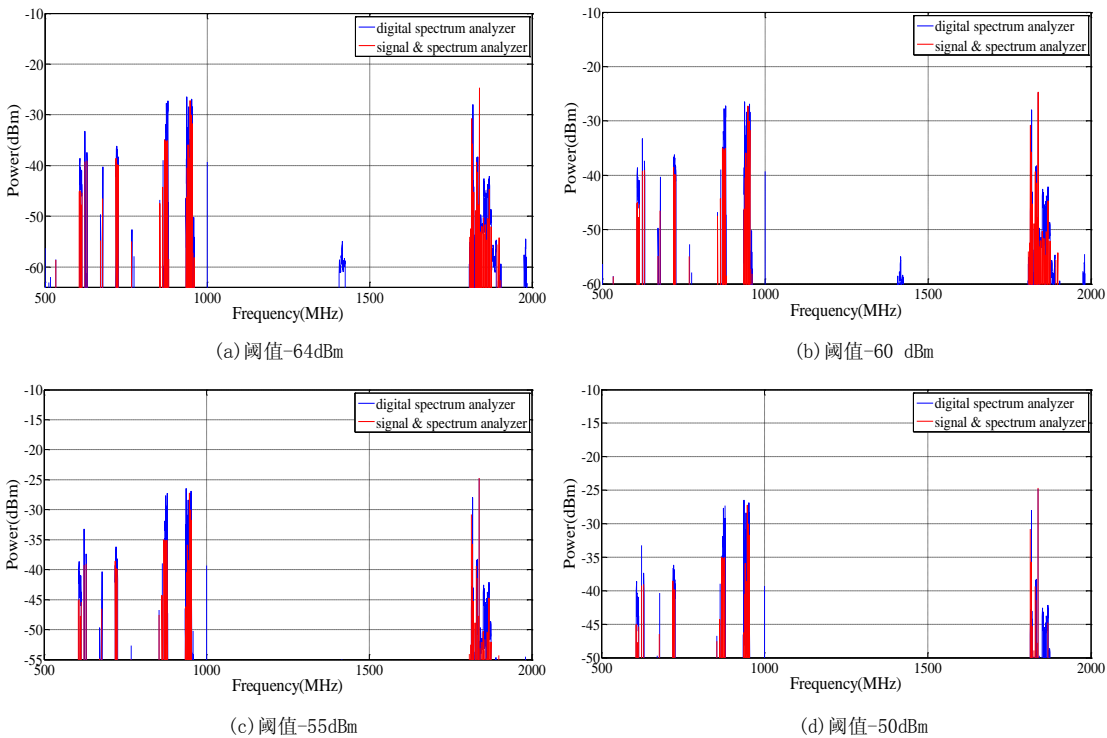 -10
-20
-30
-40
-50
-60
Power(dBm)
digital spectrum analyzer
signal & spectrum analyzer
500
1000
1500
2000
Frequency(MHz)
(a)阈值-64dBm
-10
-20
-30
-40
-50
-60
Power(dBm)
digital spectrum analyzer
signal & spectrum analyzer
500
1000
1500
2000
Frequency(MHz)
(b)阈值-60 dBm
-10
-15
-20
-25
-30
-35
-40
-45
-50
-55
Power(dBm)
digital spectrum analyzer
signal & spectrum analyzer
500
1000
1500
2000
Frequency(MHz)
(c)阈值-55dBm
-10
-15
-20
-25
-30
-35
-40
-45
-50
Power(dBm)
digital spectrum analyzer
signal & spectrum analyzer
500
1000
1500
2000
Frequency(MHz)
(d)阈值-50dBm